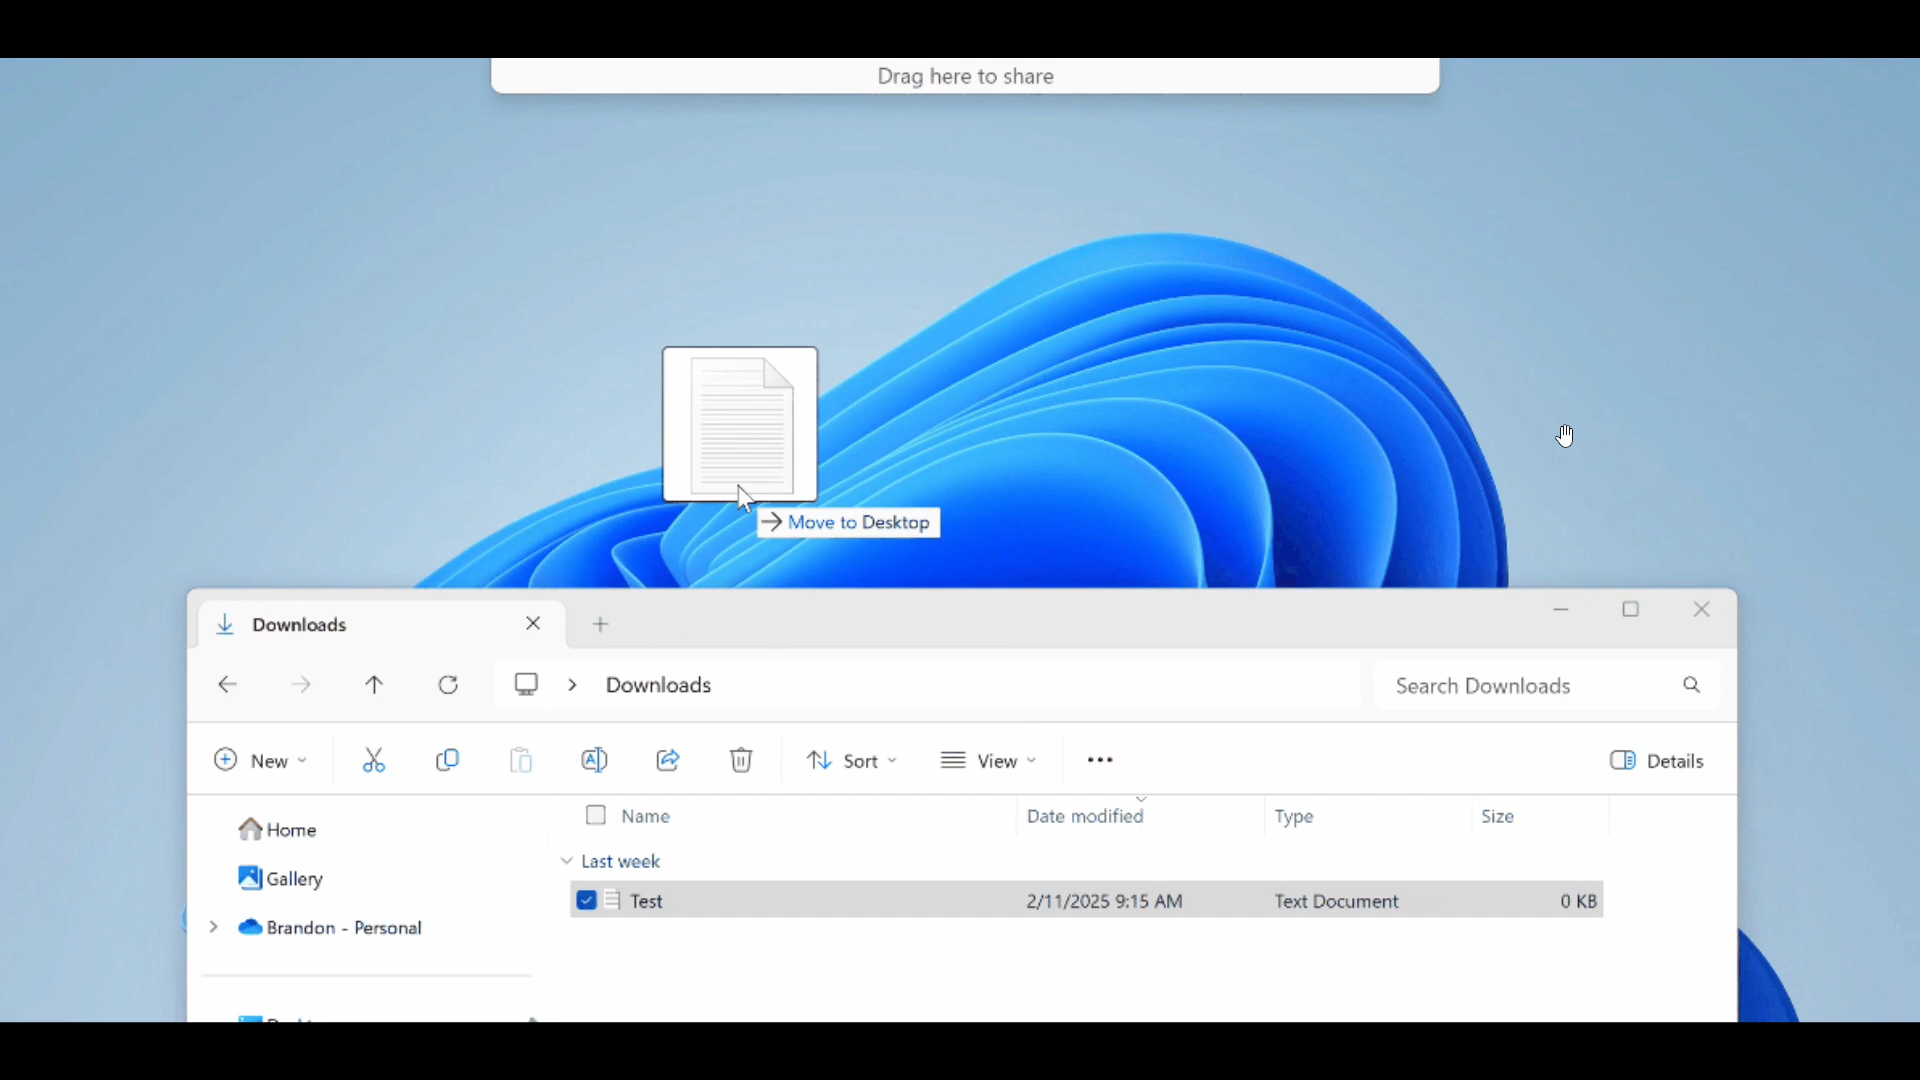 Drag here to share
Move to Desktop
Downloads
Downloads
Search Downloads
New
Sort
View
Details
Home
Gallery
Brandon - Personal
Name
Date modified
Type
Size
Last week
Test
2/11/2025 9:15 AM
Text Document
0 KB